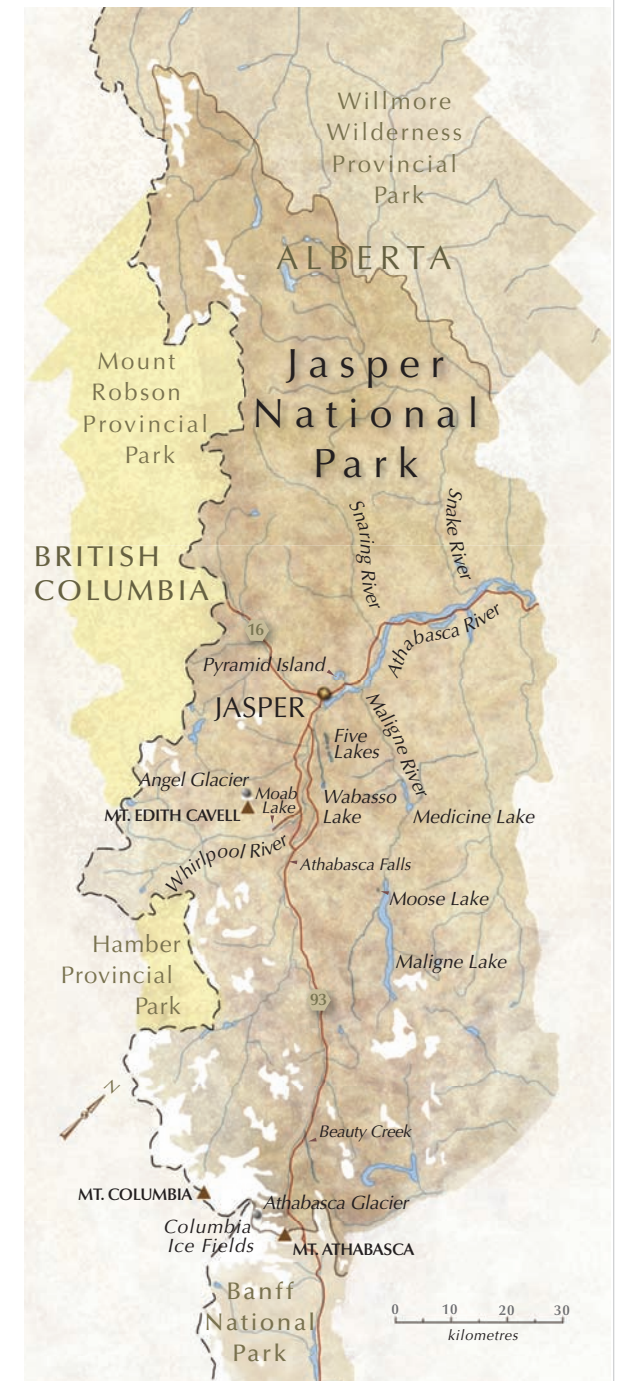 Willmore
Wilderness
Provincial
Park
ALBERTA
Jasper
National
Park
Mount
Robson
Provincial
Park
BRITISH
COLUMBIA
Snaring River
Snake River
16
Athabasca River
Pyramid Island
JASPER
Maligne River
Five
Lakes
Angel Glacier
Moab
Lake
MT. EDITH CAVELL
Wabasso
Lake
Medicine Lake
Whirlpool River
Athabasca Falls
Moose Lake
Hamber
Provincial
Park
Maligne Lake
93
N
Beauty Creek
MT. COLUMBIA
Athabasca Glacier
Columbia
Ice Fields
MT. ATHABASCA
Banff
National
Park
0 10 20 30
kilometres